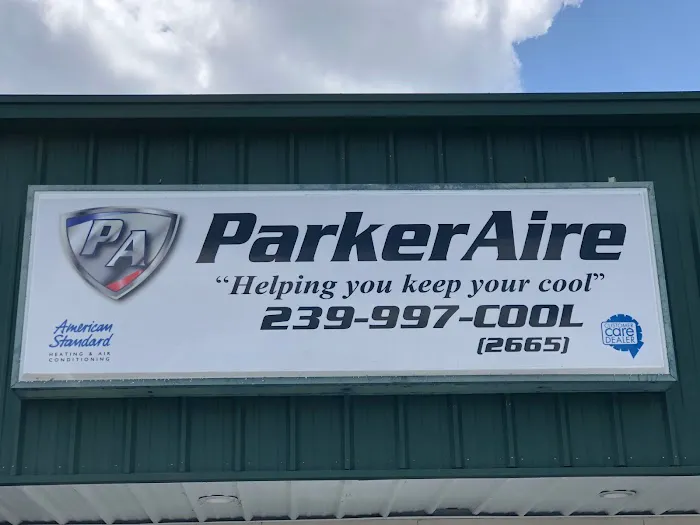 PA
ParkerAire
“Helping you keep your cool”
239-997-COOL
(2665)
American
Standard
HEATING & AIR
CONDITIONING
CUSTOMER
care
DEALER